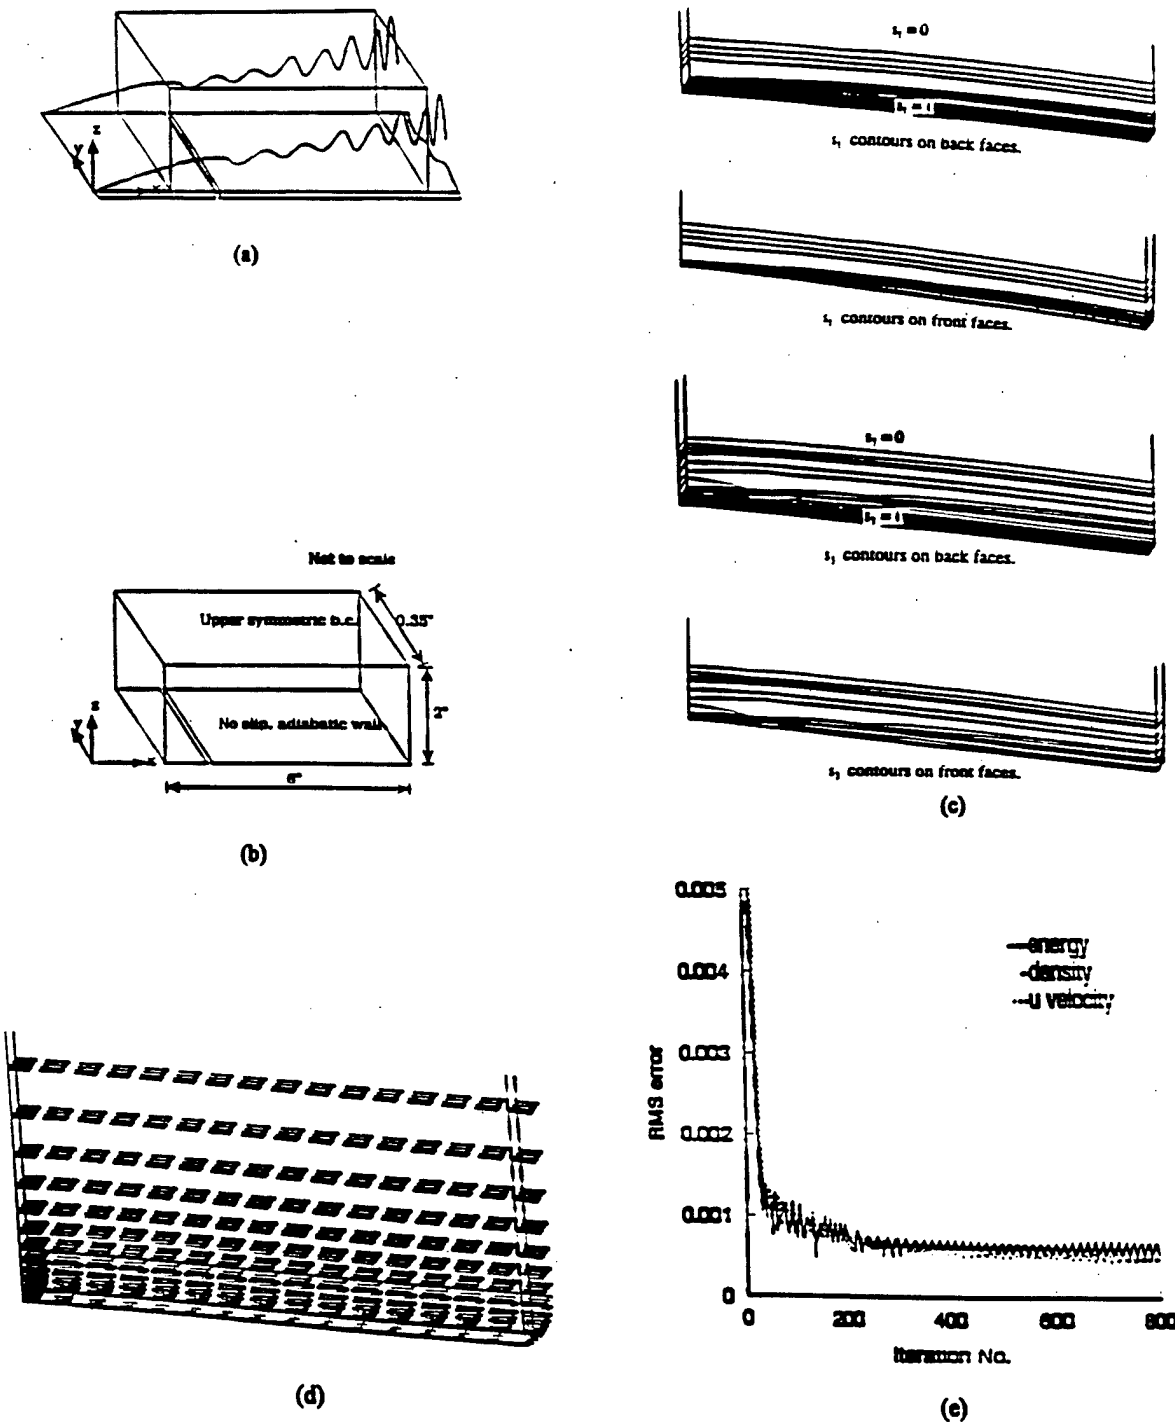 z
y
x
(a)
Not to scale
Upper symmetric b.c.
0.35"
No slip, adiabatic wall
2"
z
y
x
6"
(b)
(d)
s₁ = 0
s₁ = 1
s₁ contours on back faces.
s₁ contours on front faces.
= 0
contours on back faces.
contours on front faces.
(c)
0.005
0.004
0.003
0.002
0.001
0
RMS error
energy
density
u velocity
0
200
400
600
800
Iteration No.
(e)